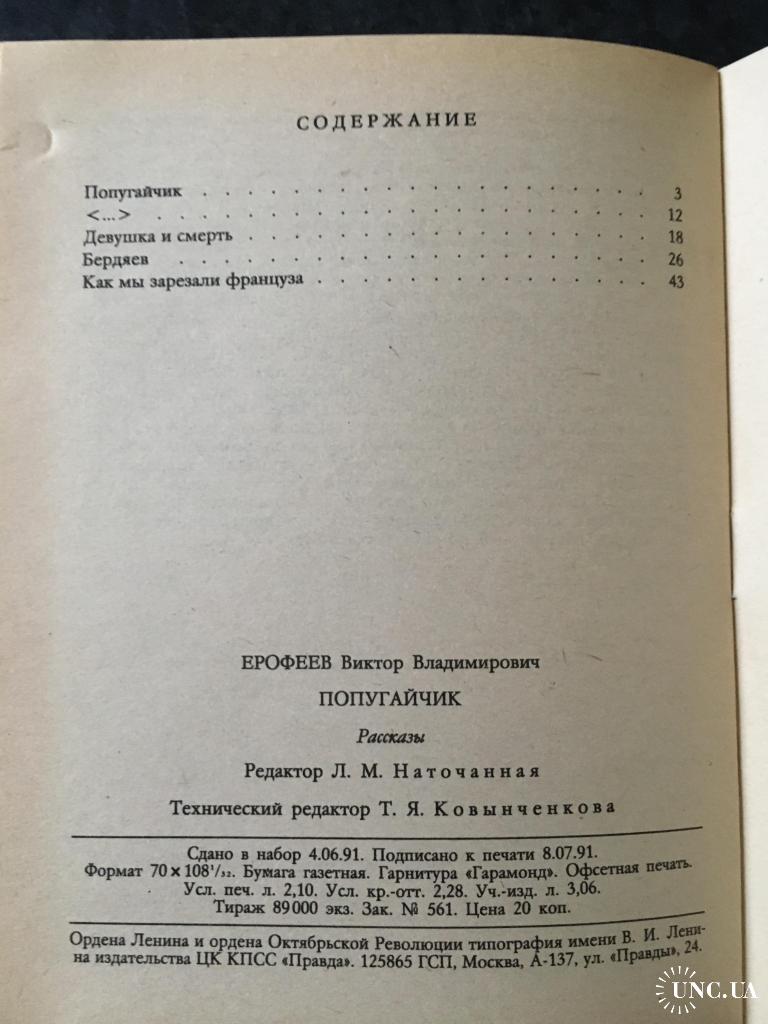 СОДЕРЖАНИЕ
Попугайчик . . . . . . . . . . . . . . . . . . . . 3
<...> . . . . . . . . . . . . . . . . . . . . . . 12
Девушка и смерть . . . . . . . . . . . . . . . . . . 18
Бердяев . . . . . . . . . . . . . . . . . . . . . 26
Как мы зарезали француза . . . . . . . . . . . . . . . 43
ЕРОФЕЕВ Виктор Владимирович
ПОПУГАЙЧИК
Рассказы
Редактор Л. М. Наточанная
Технический редактор Т. Я. Ковынченкова
Сдано в набор 4.06.91. Подписано к печати 8.07.91.
Формат 70×108¹/₃₂. Бумага газетная. Гарнитура «Гарамонд». Офсетная печать.
Усл. печ. л. 2,10. Усл. кр.-отт. 2,28. Уч.-изд. л. 3,06.
Тираж 89000 экз. Зак. № 561. Цена 20 коп.
Ордена Ленина и ордена Октябрьской Революции типография имени В. И. Лени-
на издательства ЦК КПСС «Правда». 125865 ГСП, Москва, А-137, ул. «Правды», 24.
UNC.UA